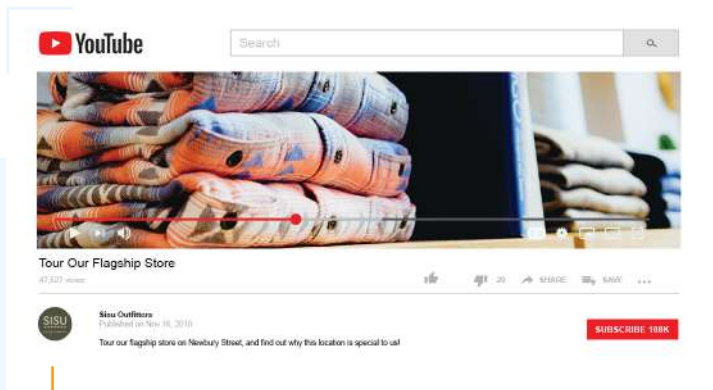 YouTube
Search
Tour Our Flagship Store
47,527 views
20 SHARE SAVE
SISU
Sisu Outfitters
Published on Nov 16, 2018
Tour our flagship store on Newbury Street, and find out why this location is special to us!
SUBSCRIBE 108K